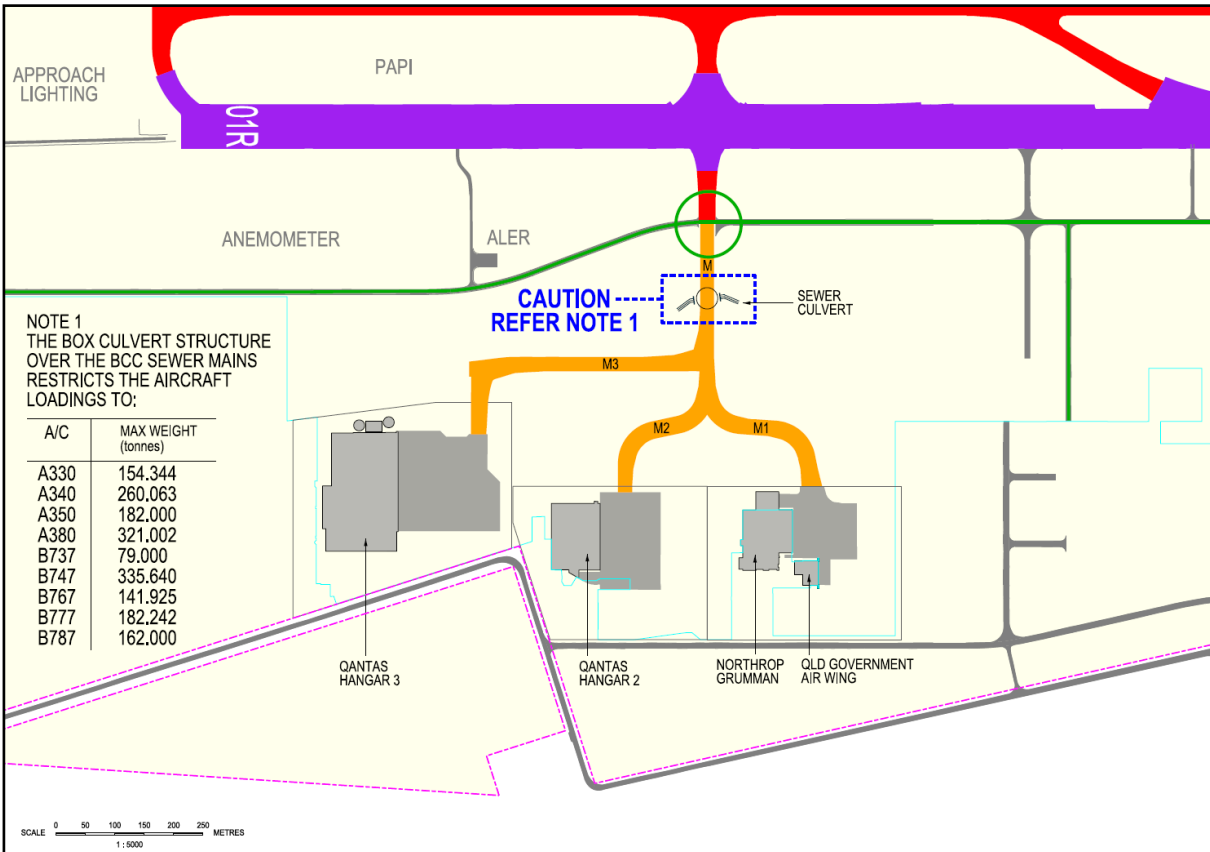 APPROACH
LIGHTING
PAPI
01R
ANEMOMETER
ALER
M
CAUTION
REFER NOTE 1
SEWER
CULVERT
NOTE 1
THE BOX CULVERT STRUCTURE
OVER THE BCC SEWER MAINS
RESTRICTS THE AIRCRAFT
LOADINGS TO:
A/C MAX WEIGHT
(tonnes)
A330 154.344
A340 260.063
A350 182.000
A380 321.002
B737 79.000
B747 335.640
B767 141.925
B777 182.242
B787 162.000
M3
M2
M1
QANTAS
HANGAR 3
QANTAS
HANGAR 2
NORTHROP
GRUMMAN
QLD GOVERNMENT
AIR WING
SCALE 0 50 100 150 200 250 METRES
1 : 5000